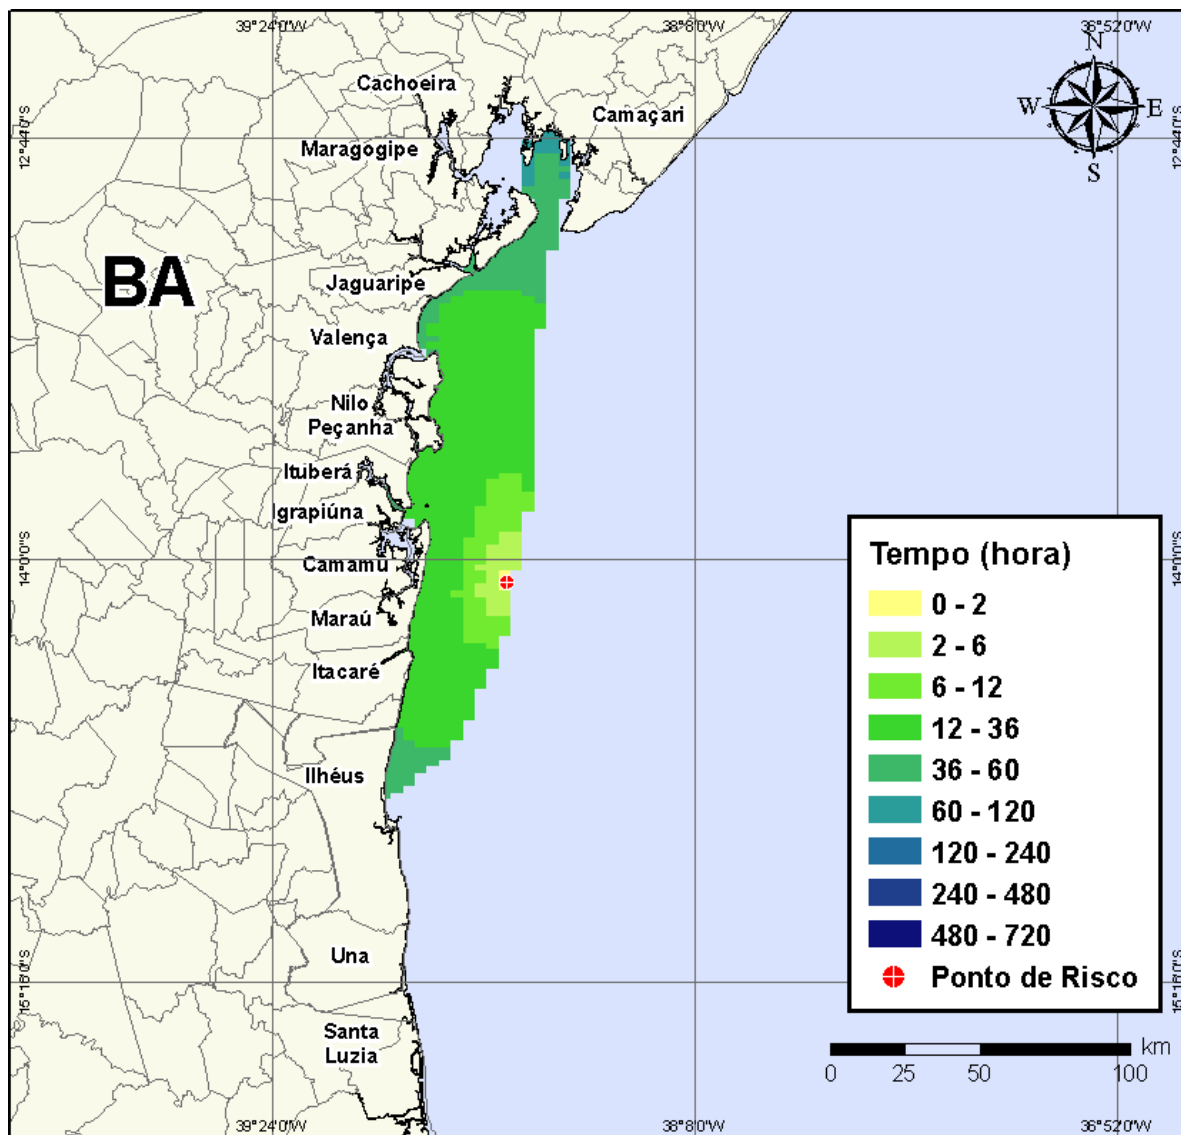 39°24'0"W
38°8'0"W
36°52'0"W
N
W
E
S
12°44'0"S
12°44'0"S
Cachoeira
Camaçari
Maragogipe
BA
Jaguaripe
Valença
Nilo
Peçanha
Ituberá
Igrapiúna
14°0'0"S
14°0'0"S
Camamu
Maraú
Itacaré
Ilhéus
Una
Santa
Luzia
15°16'0"S
15°16'0"S
Tempo (hora)
0 - 2
2 - 6
6 - 12
12 - 36
36 - 60
60 - 120
120 - 240
240 - 480
480 - 720
Ponto de Risco
km
0 25 50 100
39°24'0"W
38°8'0"W
36°52'0"W